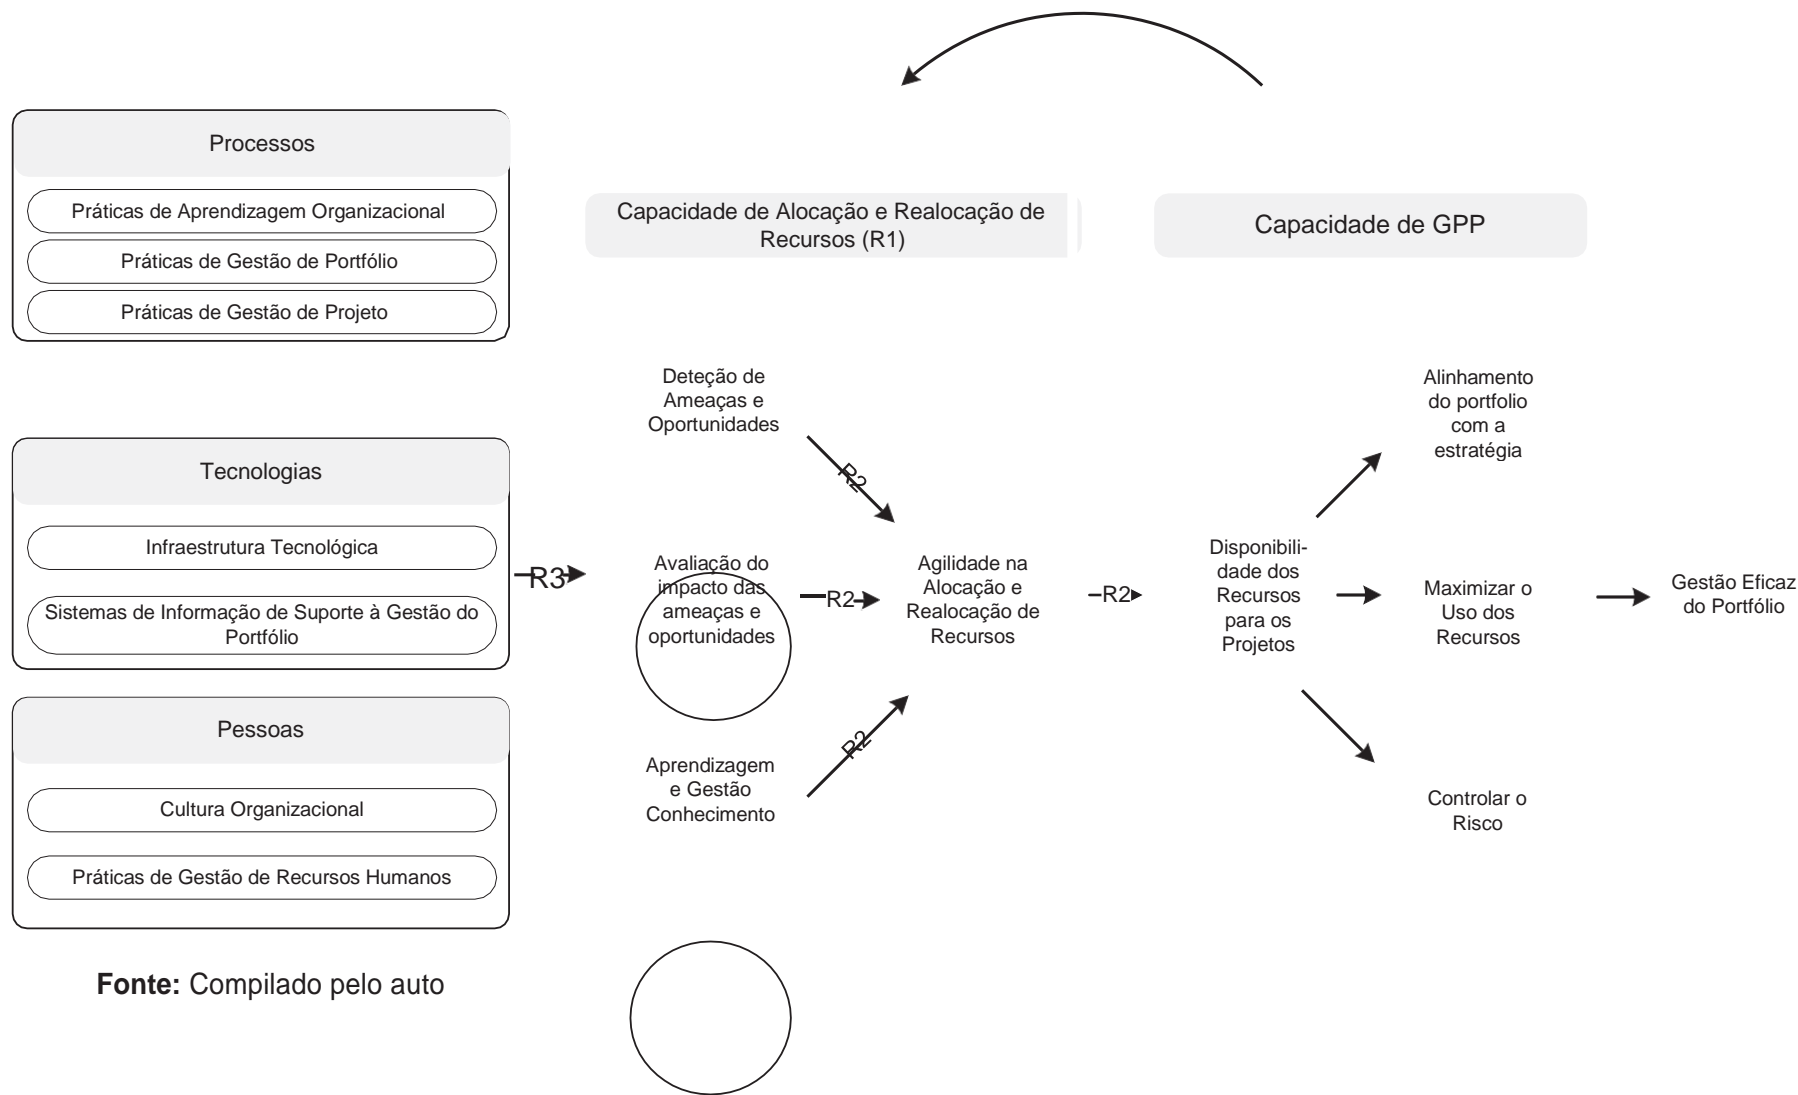 Processos
Práticas de Aprendizagem Organizacional
Práticas de Gestão de Portfólio
Práticas de Gestão de Projeto
Tecnologias
Infraestrutura Tecnológica
Sistemas de Informação de Suporte à Gestão do
Portfólio
Pessoas
Cultura Organizacional
Práticas de Gestão de Recursos Humanos
Fonte: Compilado pelo auto
R3
Capacidade de Alocação e Realocação de
Recursos (R1)
Deteção de
Ameaças e
Oportunidades
R2
Avaliação do
impacto das
ameaças e
oportunidades
R2
Aprendizagem
e Gestão
Conhecimento
R2
Agilidade na
Alocação e
Realocação de
Recursos
R2
Capacidade de GPP
Disponibili-
dade dos
Recursos
para os
Projetos
Alinhamento
do portfolio
com a
estratégia
Maximizar o
Uso dos
Recursos
Controlar o
Risco
Gestão Eficaz
do Portfólio